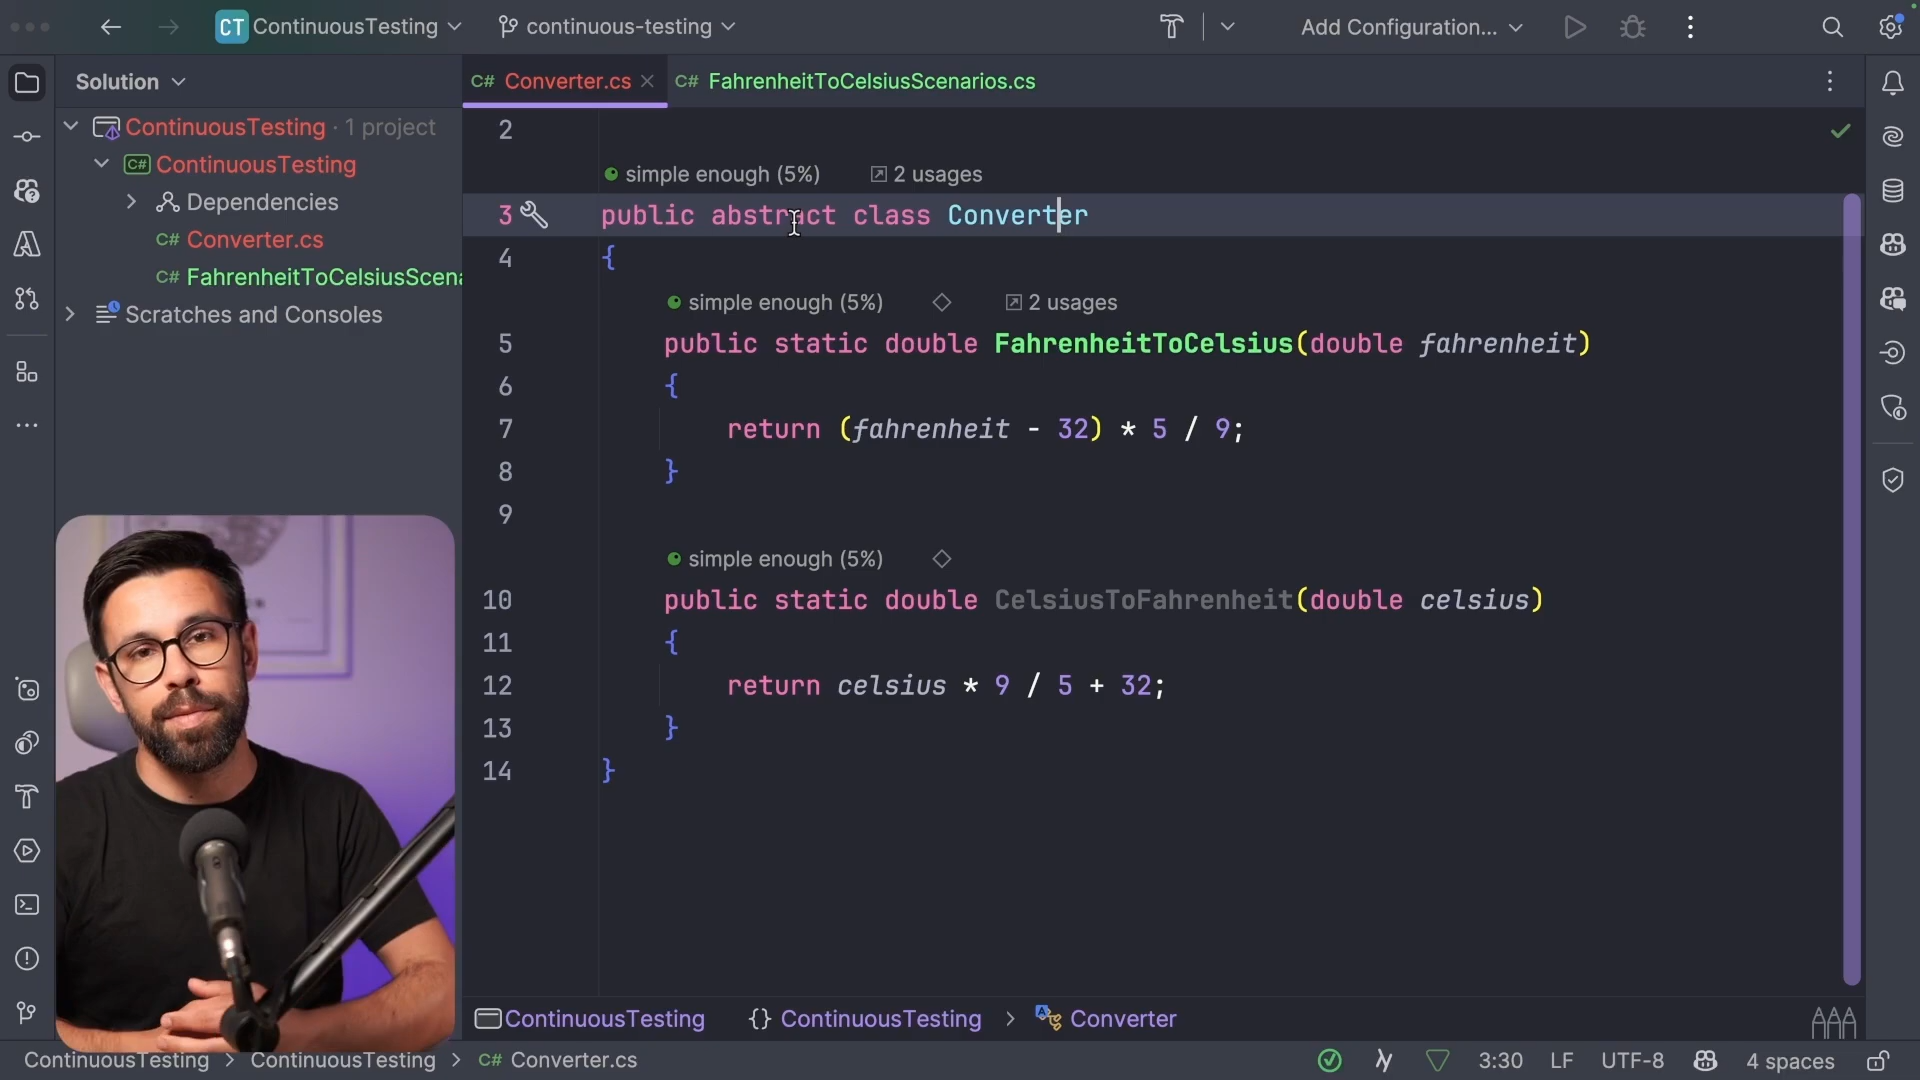 CT ContinuousTesting continuous-testing Add Configuration...
Solution C# Converter.cs C# FahrenheitToCelsiusScenarios.cs
ContinuousTesting · 1 project
C# ContinuousTesting
Dependencies
C# Converter.cs
C# FahrenheitToCelsiusScena
Scratches and Consoles
2
simple enough (5%) 2 usages
3 public abstract class Converter
4 {
simple enough (5%) 2 usages
5 public static double FahrenheitToCelsius(double fahrenheit)
6 {
7 return (fahrenheit - 32) * 5 / 9;
8 }
9
simple enough (5%)
10 public static double CelsiusToFahrenheit(double celsius)
11 {
12 return celsius * 9 / 5 + 32;
13 }
14 }
ContinuousTesting {} ContinuousTesting > Converter
ContinuousTesting > ContinuousTesting > C# Converter.cs 3:30 LF UTF-8 4 spaces